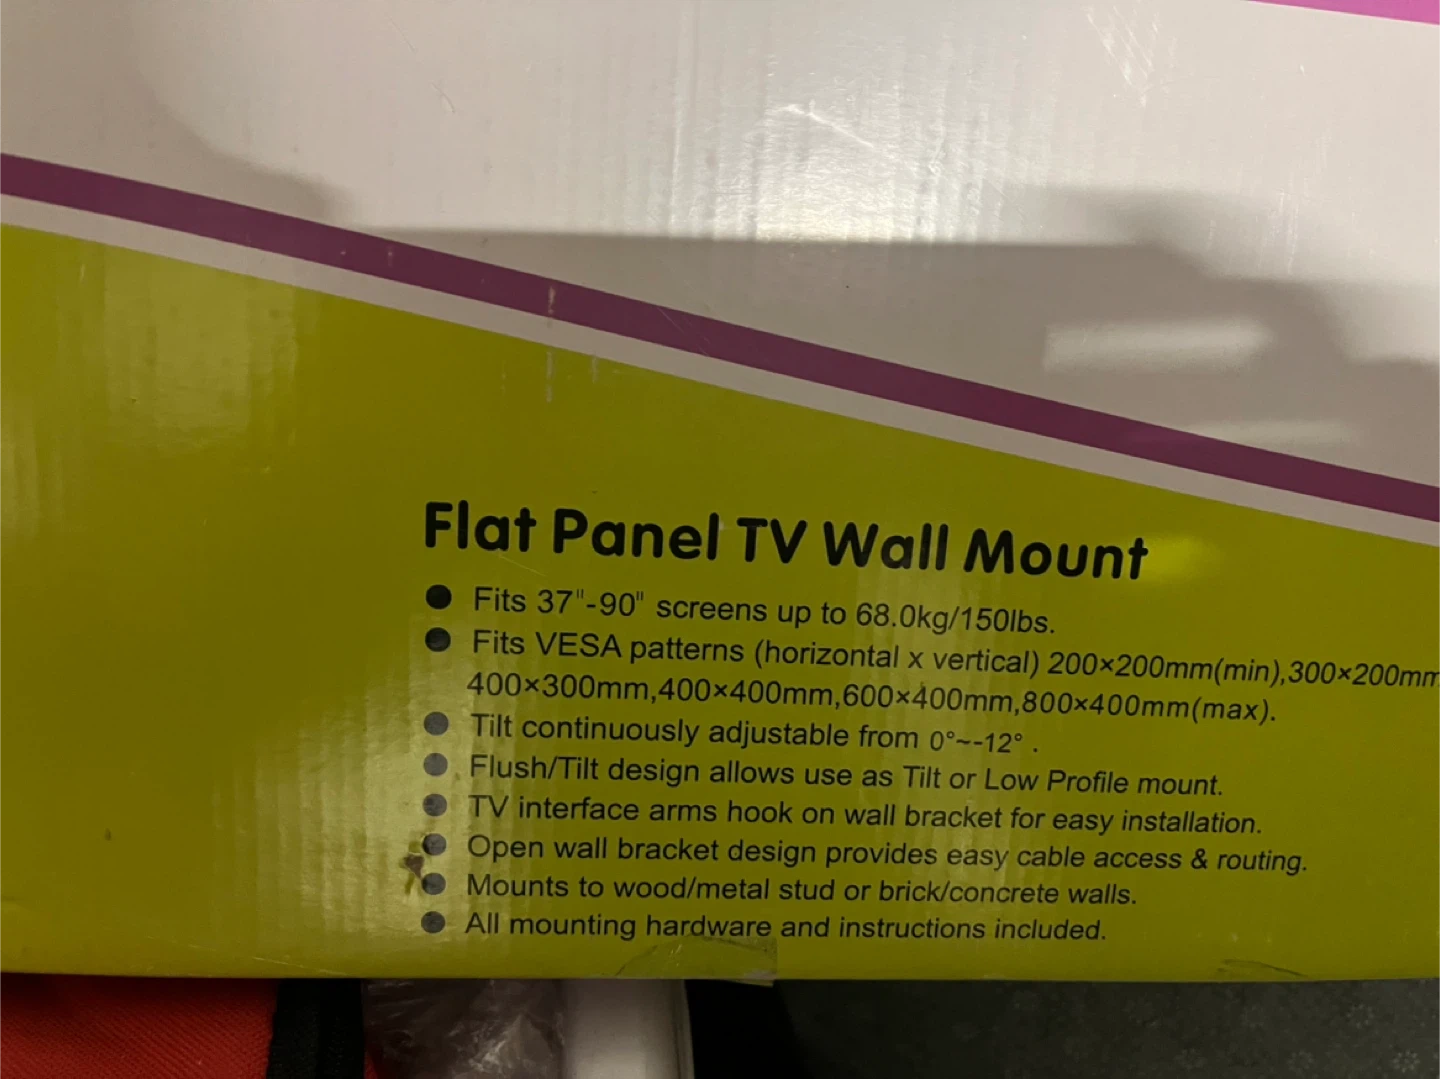 Flat Panel TV Wall Mount
● Fits 37"-90" screens up to 68.0kg/150lbs.
● Fits VESA patterns (horizontal x vertical) 200×200mm(min),300×200mm
400×300mm,400×400mm,600×400mm,800×400mm(max).
● Tilt continuously adjustable from 0°~-12° .
● Flush/Tilt design allows use as Tilt or Low Profile mount.
● TV interface arms hook on wall bracket for easy installation.
● Open wall bracket design provides easy cable access & routing.
● Mounts to wood/metal stud or brick/concrete walls.
● All mounting hardware and instructions included.